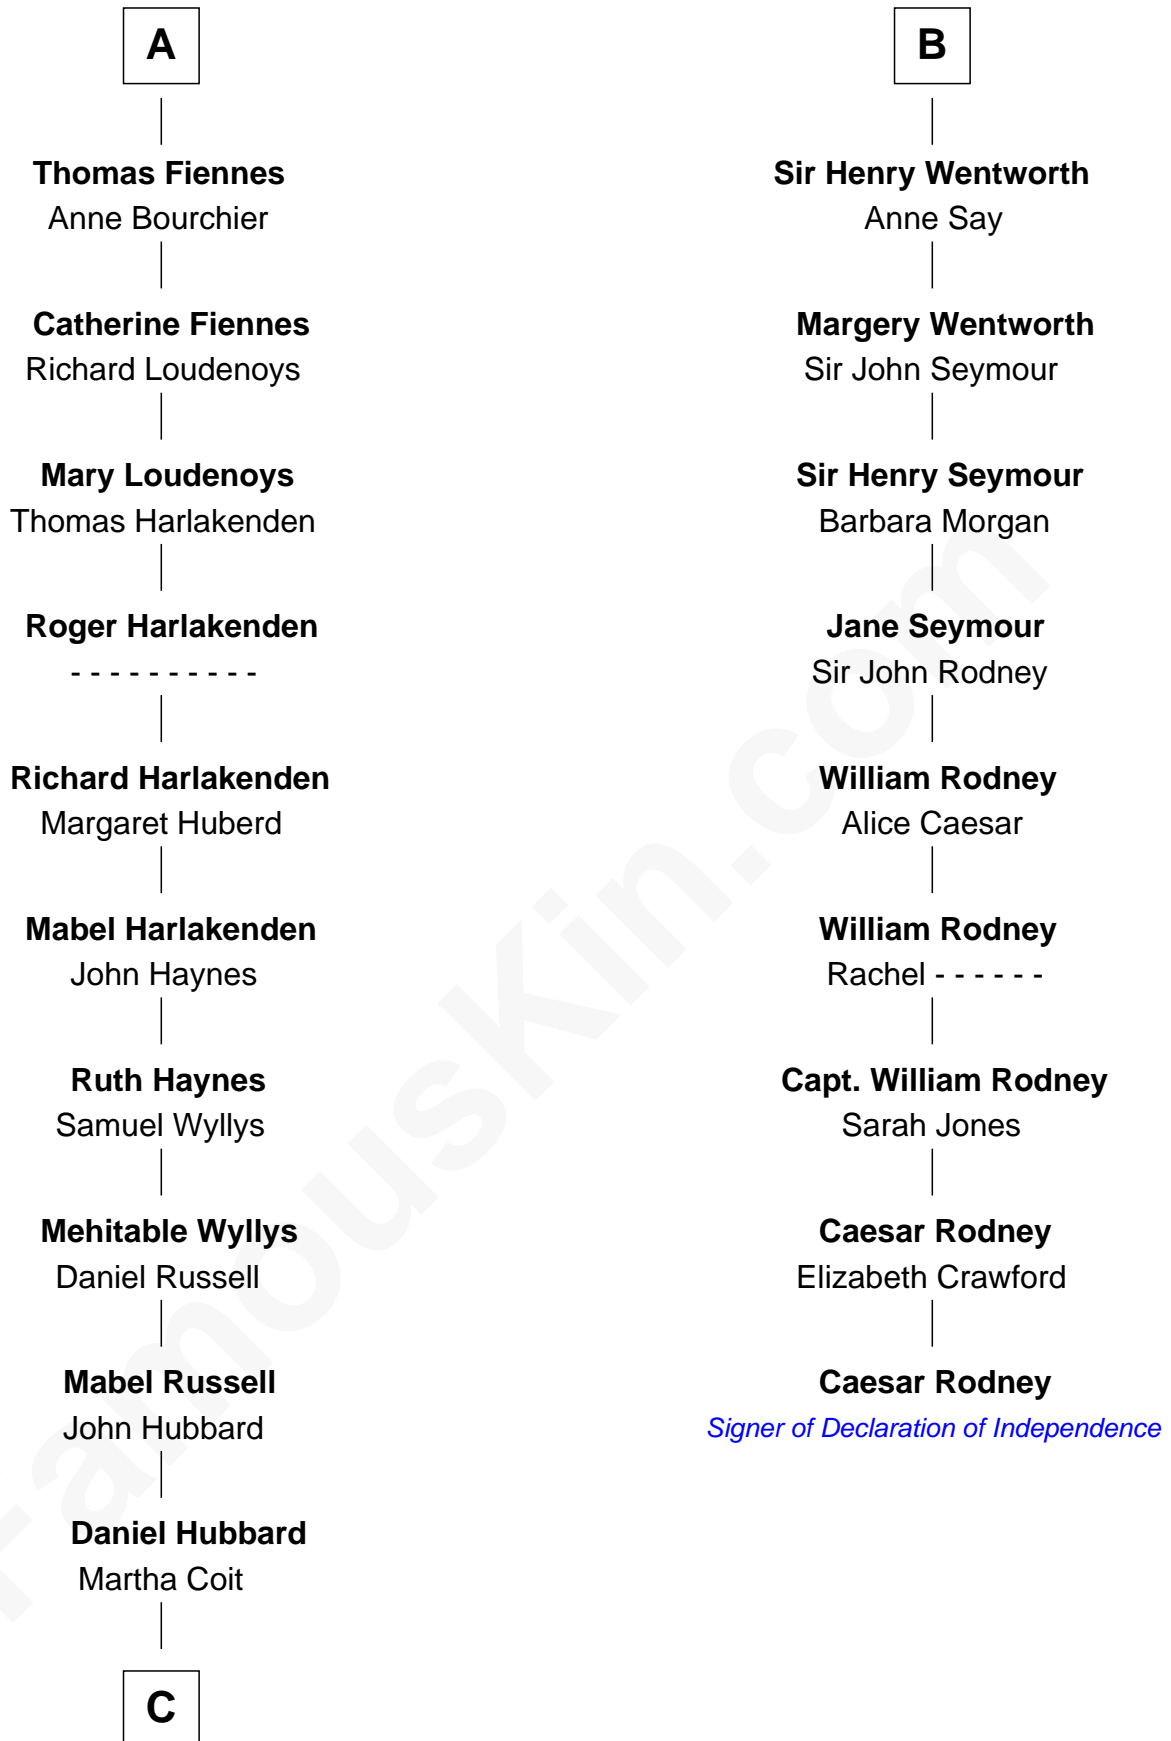 A
Thomas Fiennes
Anne Bourchier
Catherine Fiennes
Richard Loudenoys
Mary Loudenoys
Thomas Harlakenden
Roger Harlakenden
- - - - - - - - - -
Richard Harlakenden
Margaret Huberd
Mabel Harlakenden
John Haynes
Ruth Haynes
Samuel Wyllys
Mehitable Wyllys
Daniel Russell
Mabel Russell
John Hubbard
Daniel Hubbard
Martha Coit
C
B
Sir Henry Wentworth
Anne Say
Margery Wentworth
Sir John Seymour
Sir Henry Seymour
Barbara Morgan
Jane Seymour
Sir John Rodney
William Rodney
Alice Caesar
William Rodney
Rachel - - - - - -
Capt. William Rodney
Sarah Jones
Caesar Rodney
Elizabeth Crawford
Caesar Rodney
Signer of Declaration of Independence
FamousKin.com